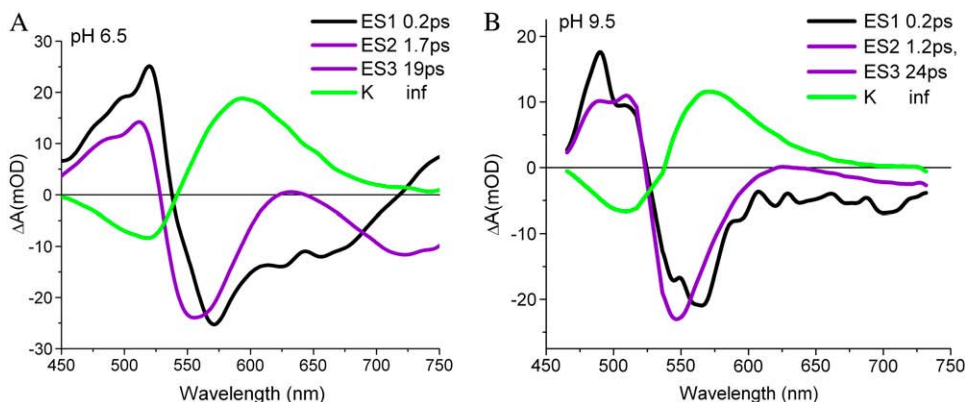 A
pH 6.5
ES1 0.2ps
ES2 1.7ps
ES3 19ps
K inf
30
20
10
0
-10
-20
-30
ΔA(mOD)
450 500 550 600 650 700 750
Wavelength (nm)
B
pH 9.5
ES1 0.2ps
ES2 1.2ps,
ES3 24ps
K inf
20
10
0
-10
-20
ΔA(mOD)
450 500 550 600 650 700 750
Wavelength (nm)